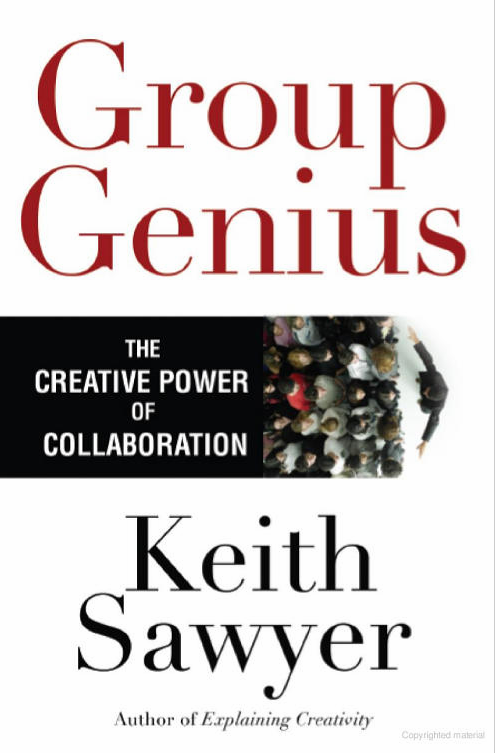 Group
Genius
THE
CREATIVE POWER
OF
COLLABORATION
Keith
Sawyer
Author of Explaining Creativity
Copyrighted material